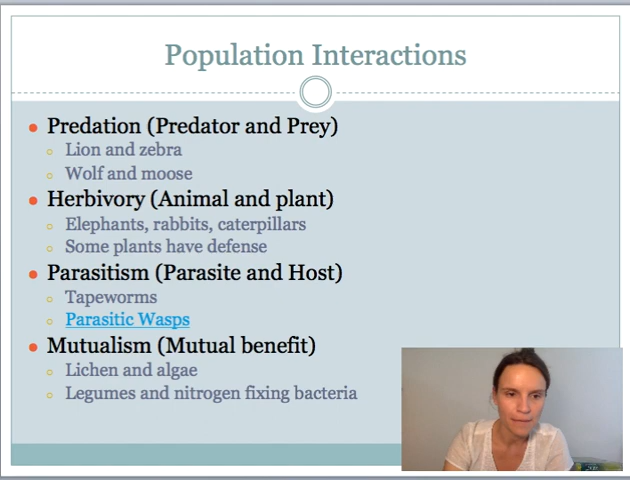 Population Interactions
Predation (Predator and Prey)
Lion and zebra
Wolf and moose
Herbivory (Animal and plant)
Elephants, rabbits, caterpillars
Some plants have defense
Parasitism (Parasite and Host)
Tapeworms
Parasitic Wasps
Mutualism (Mutual benefit)
Lichen and algae
Legumes and nitrogen fixing bacteria